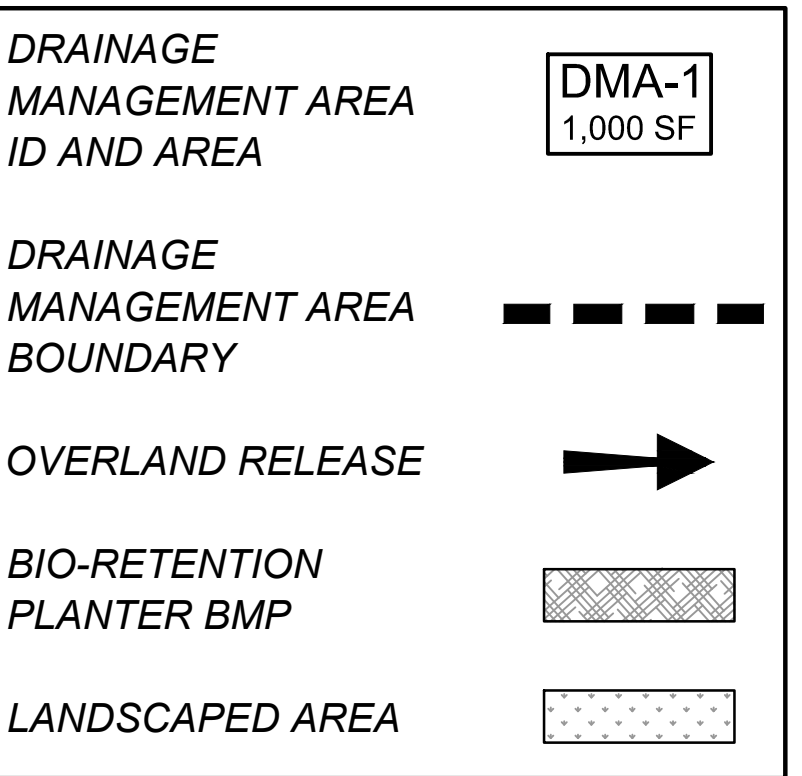 DRAINAGE
MANAGEMENT AREA
ID AND AREA
DMA-1
1,000 SF
DRAINAGE
MANAGEMENT AREA
BOUNDARY
OVERLAND RELEASE
BIO-RETENTION
PLANTER BMP
LANDSCAPED AREA